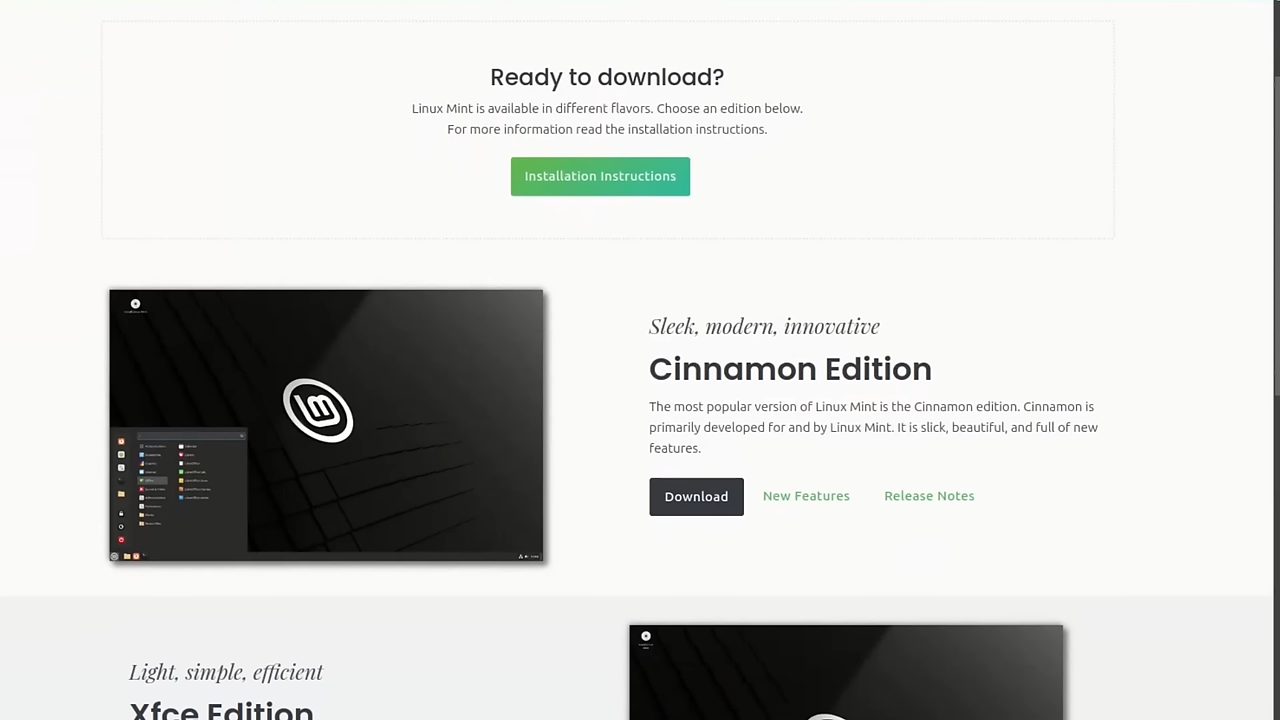 Ready to download?
Linux Mint is available in different flavors. Choose an edition below.
For more information read the installation instructions.
Installation Instructions
Sleek, modern, innovative
Cinnamon Edition
The most popular version of Linux Mint is the Cinnamon edition. Cinnamon is
primarily developed for and by Linux Mint. It is slick, beautiful, and full of new
features.
Download
New Features
Release Notes
Light, simple, efficient
Xfce Edition